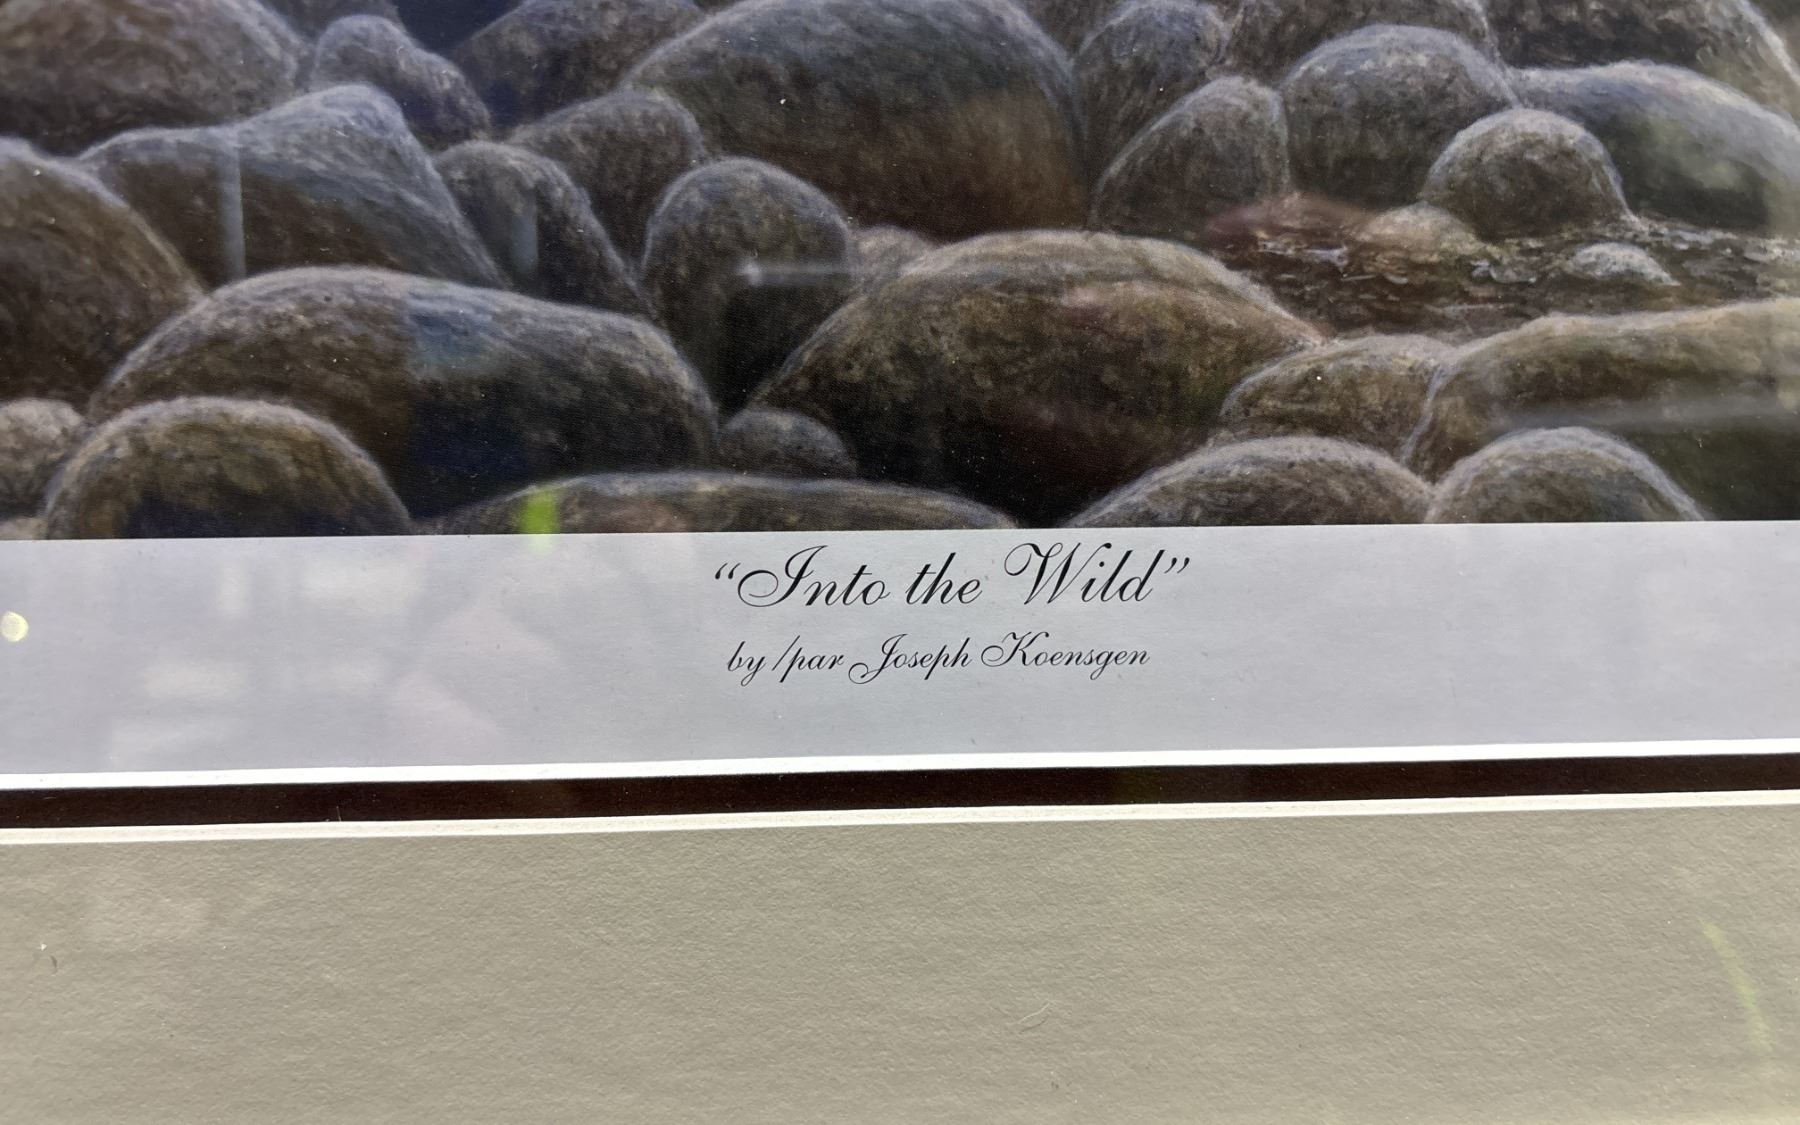 “Into the Wild”
by/par Joseph Koensgen